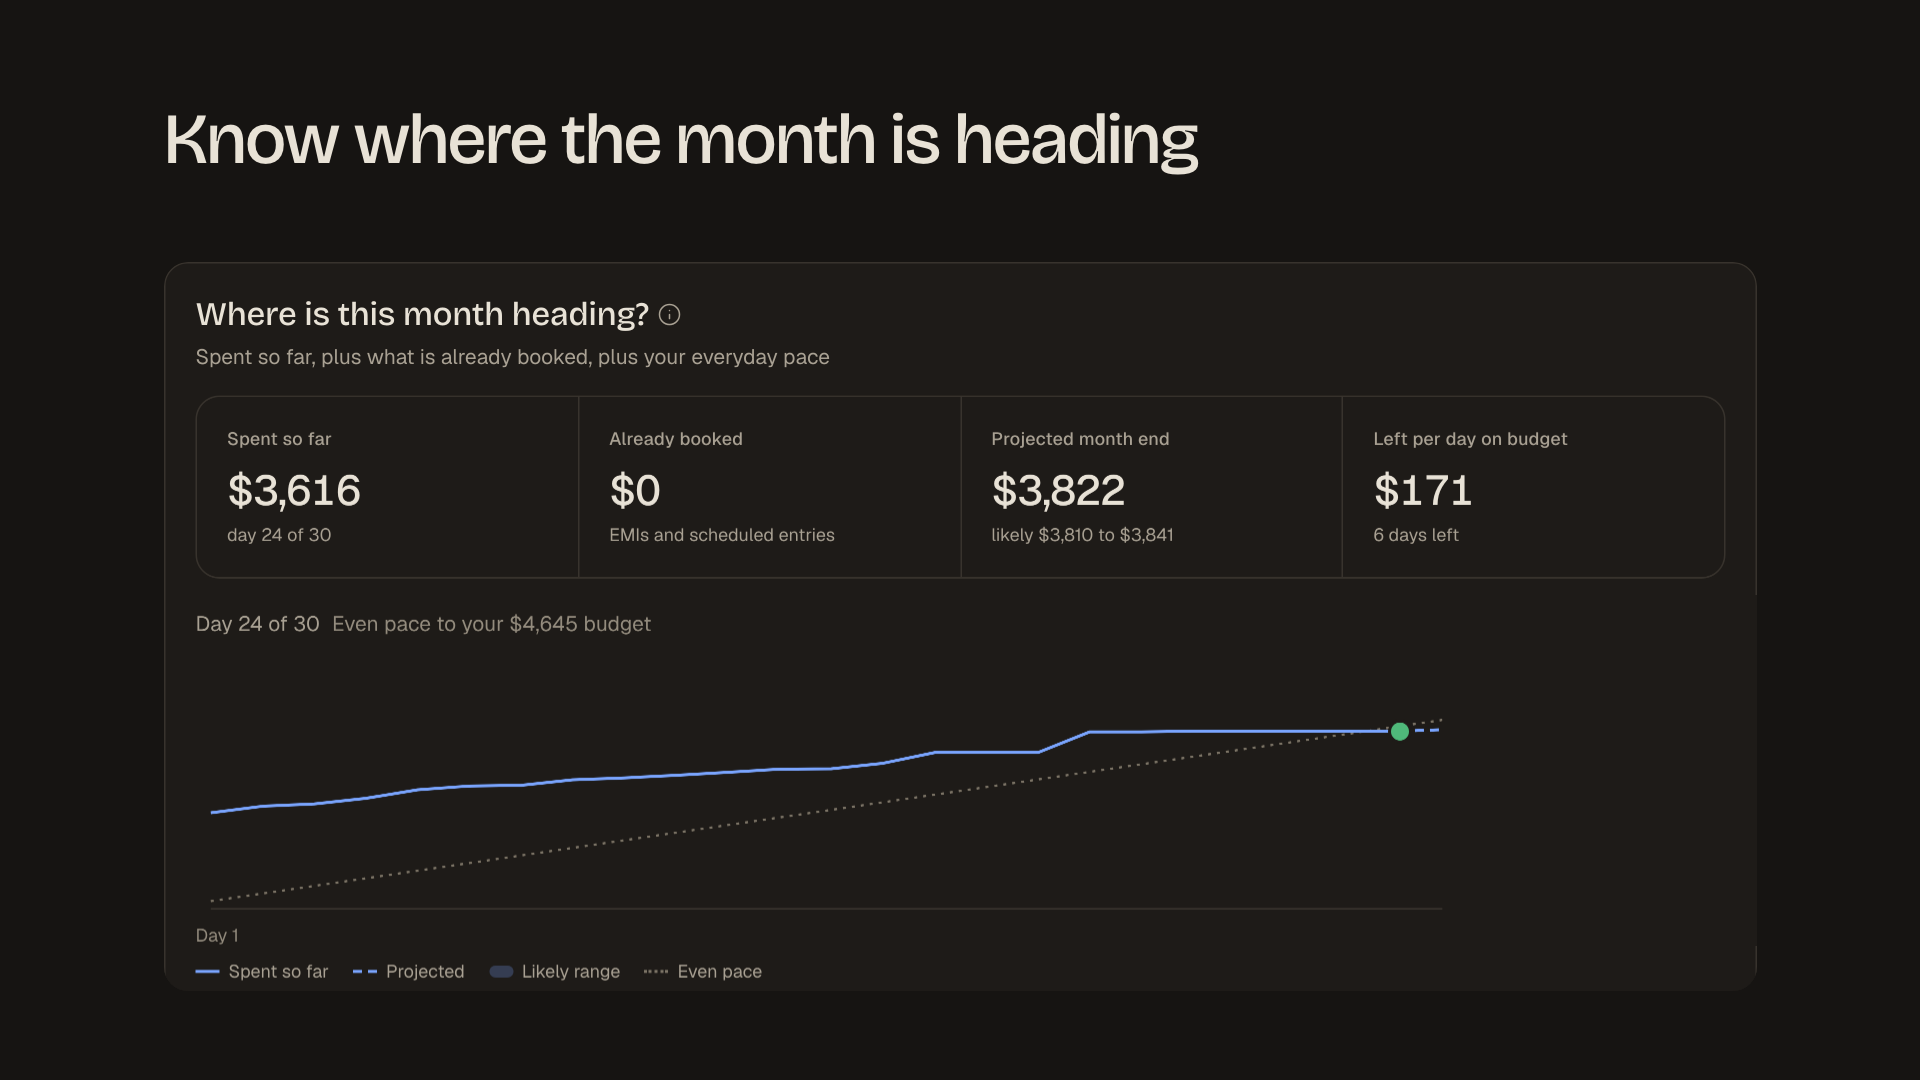 Know where the month is heading
Where is this month heading?
Spent so far, plus what is already booked, plus your everyday pace
Spent so far
$3,616
day 24 of 30
Already booked
$0
EMIs and scheduled entries
Projected month end
$3,822
likely $3,810 to $3,841
Left per day on budget
$171
6 days left
Day 24 of 30 Even pace to your $4,645 budget
Day 1
Spent so far Projected Likely range Even pace